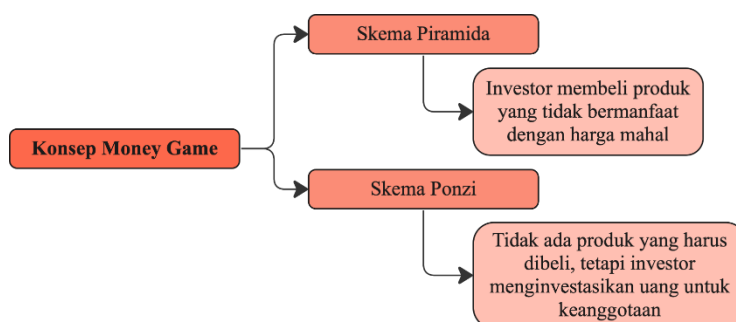 Skema Piramida
Investor membeli produk
yang tidak bermanfaat
dengan harga mahal
Konsep Money Game
Skema Ponzi
Tidak ada produk yang harus
dibeli, tetapi investor
menginvestasikan uang untuk
keanggotaan